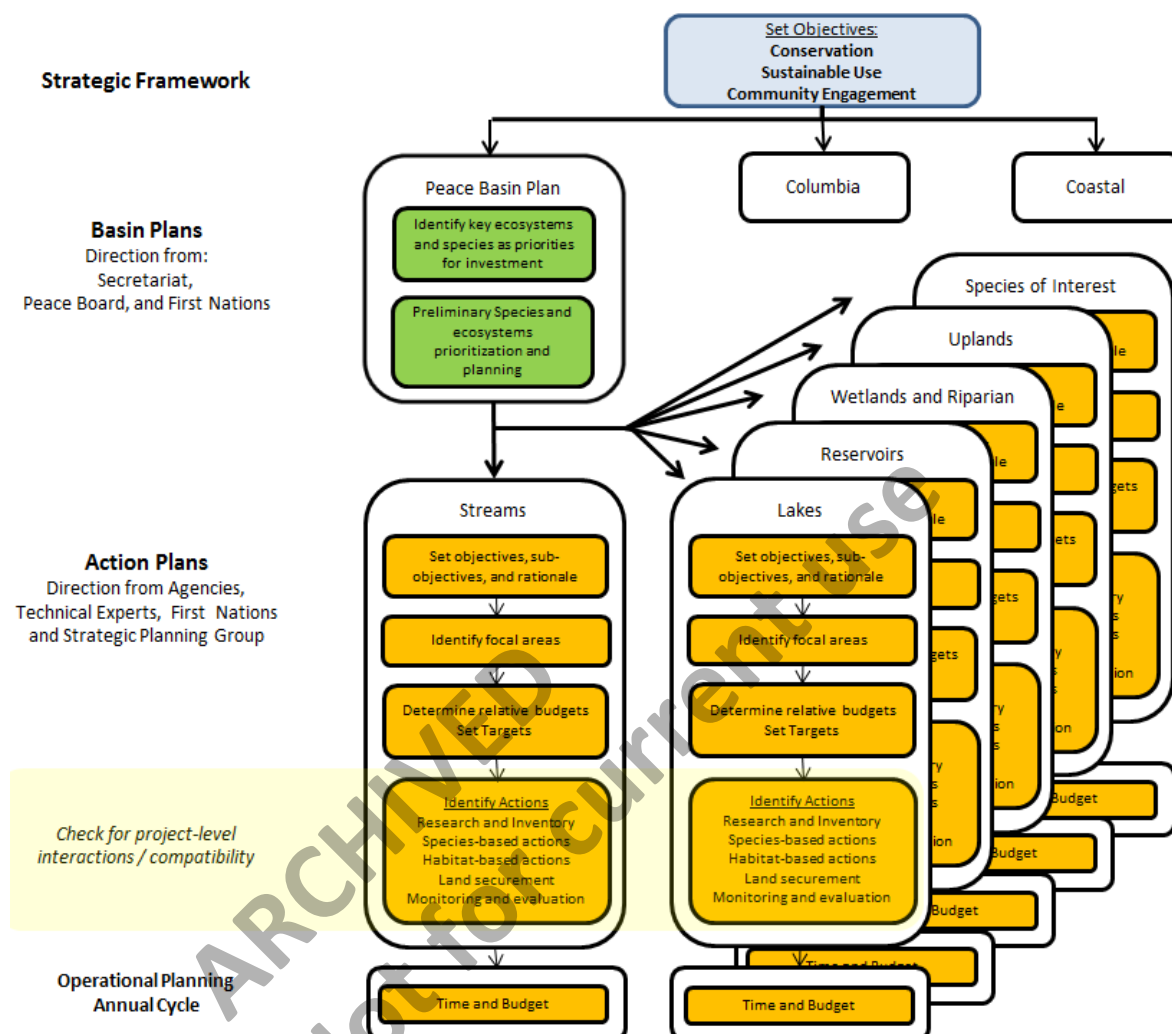 Set Objectives:
Conservation
Sustainable Use
Community Engagement
Strategic Framework
Peace Basin Plan
Columbia
Coastal
Identify key ecosystems
and species as priorities
for investment
Preliminary Species and
ecosystems
prioritization and
planning
Basin Plans
Direction from:
Secretariat,
Peace Board, and First Nations
Species of Interest
Uplands
Wetlands and Riparian
Reservoirs
Streams
Lakes
Action Plans
Direction from Agencies,
Technical Experts, First Nations
and Strategic Planning Group
Set objectives, sub-
objectives, and rationale
Identify focal areas
Determine relative budgets
Set Targets
Identify Actions
Research and Inventory
Species-based actions
Habitat-based actions
Land securement
Monitoring and evaluation
Set objectives, sub-
objectives, and rationale
Identify focal areas
Determine relative budgets
Set Targets
Identify Actions
Research and Inventory
Species-based actions
Habitat-based actions
Land securement
Monitoring and evaluation
Check for project-level
interactions / compatibility
Budget
Budget
Budget
Time and Budget
Operational Planning
Annual Cycle
Time and Budget
Time and Budget
ARCHIVED
Not for current use